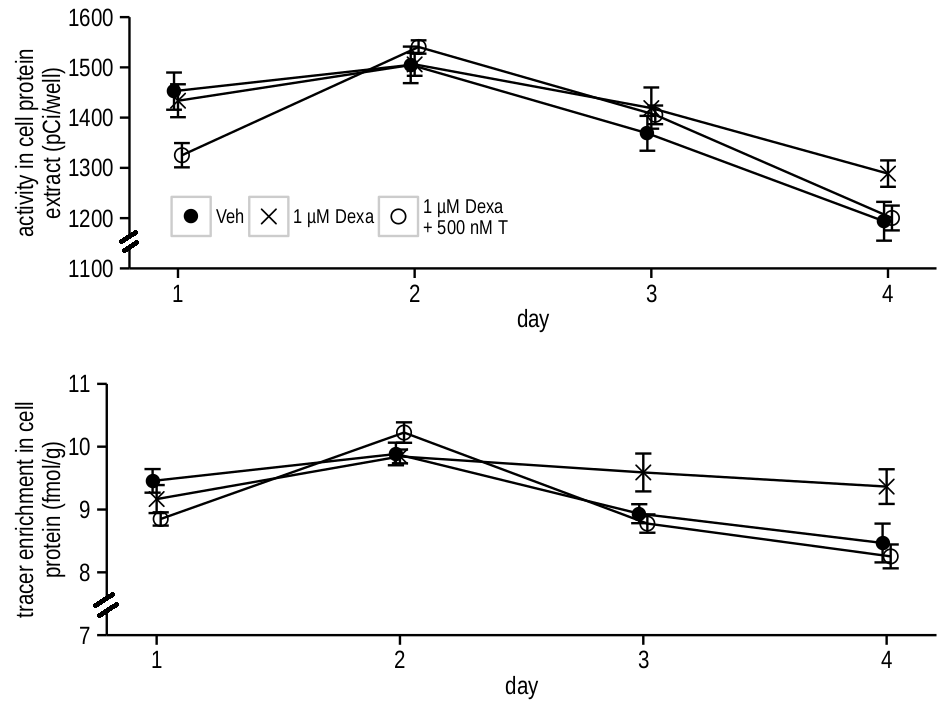 activity in cell protein
extract (pCi/well)
1600
1500
1400
1300
1200
1100
Veh
1 µM Dexa
1 µM Dexa
+ 500 nM T
1 2 3 4
day
tracer enrichment in cell
protein (fmol/g)
11
10
9
8
7
1 2 3 4
day